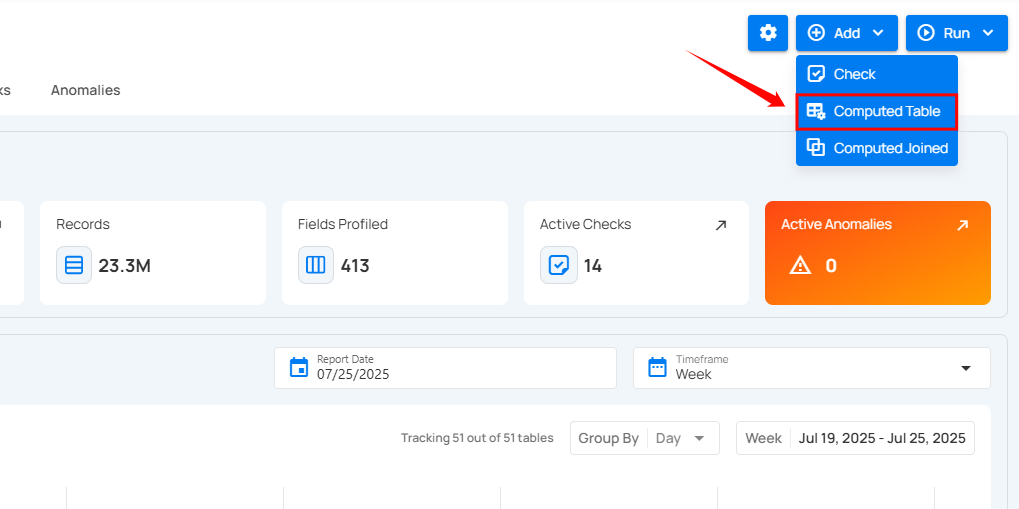 Add
Run
Check
Computed Table
Computed Joined
Anomalies
Records
23.3M
Fields Profiled
413
Active Checks
14
Active Anomalies
0
Report Date
07/25/2025
Timeframe
Week
Tracking 51 out of 51 tables
Group By Day
Week Jul 19, 2025 - Jul 25, 2025